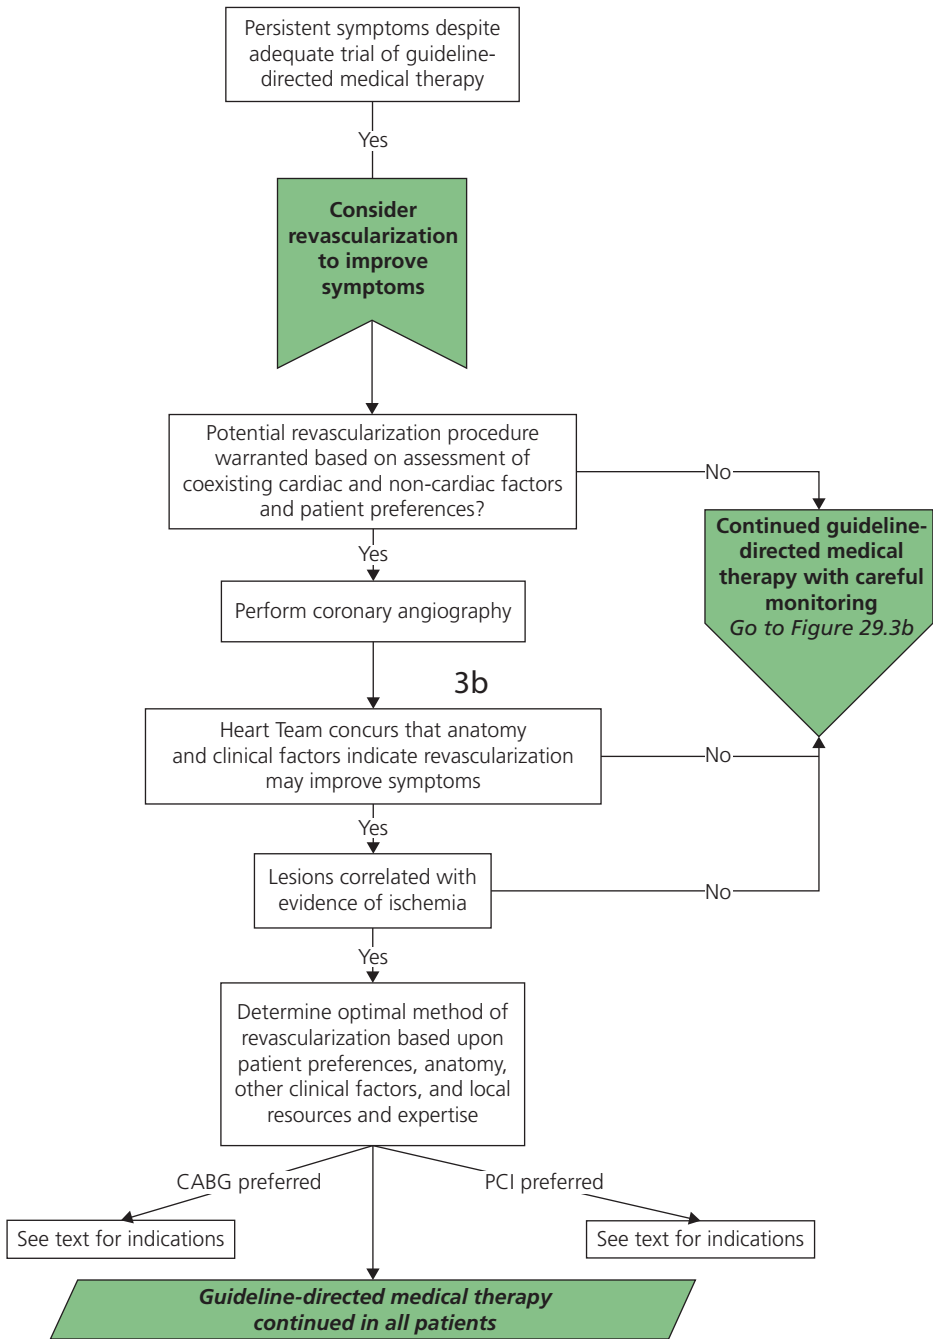 Persistent symptoms despite
adequate trial of guideline-
directed medical therapy
Yes
Consider
revascularization
to improve
symptoms
Potential revascularization procedure
warranted based on assessment of
coexisting cardiac and non-cardiac factors
and patient preferences?
No
Continued guideline-
directed medical
therapy with careful
monitoring
Go to Figure 29.3b
Yes
Perform coronary angiography
3b
Heart Team concurs that anatomy
and clinical factors indicate revascularization
may improve symptoms
No
Yes
Lesions correlated with
evidence of ischemia
No
Yes
Determine optimal method of
revascularization based upon
patient preferences, anatomy,
other clinical factors, and local
resources and expertise
CABG preferred
PCI preferred
See text for indications
See text for indications
Guideline-directed medical therapy
continued in all patients